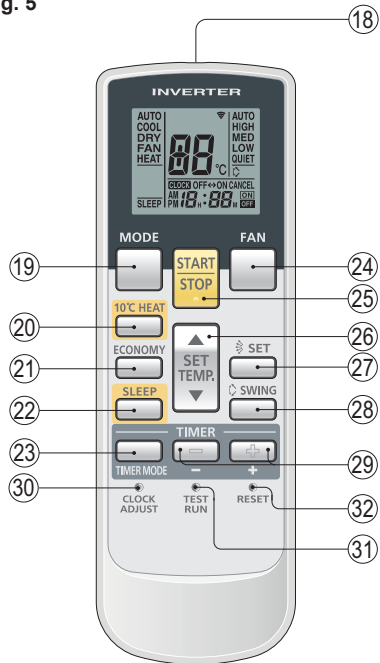 g. 5
18
INVERTER
AUTO AUTO
COOL HIGH
DRY MED
FAN LOW
HEAT QUIET
88 °C
CLOCK OFF↔ON CANCEL
SLEEP AM PM 18 H. : 88 M. ON OFF
MODE FAN
19 START STOP 24
25
10°C HEAT
20 26
ECONOMY SET TEMP. SET
21 27
SLEEP SWING
22 28
TIMER
23 − + 29
TIMER MODE − +
30 CLOCK ADJUST TEST RUN RESET 32
31